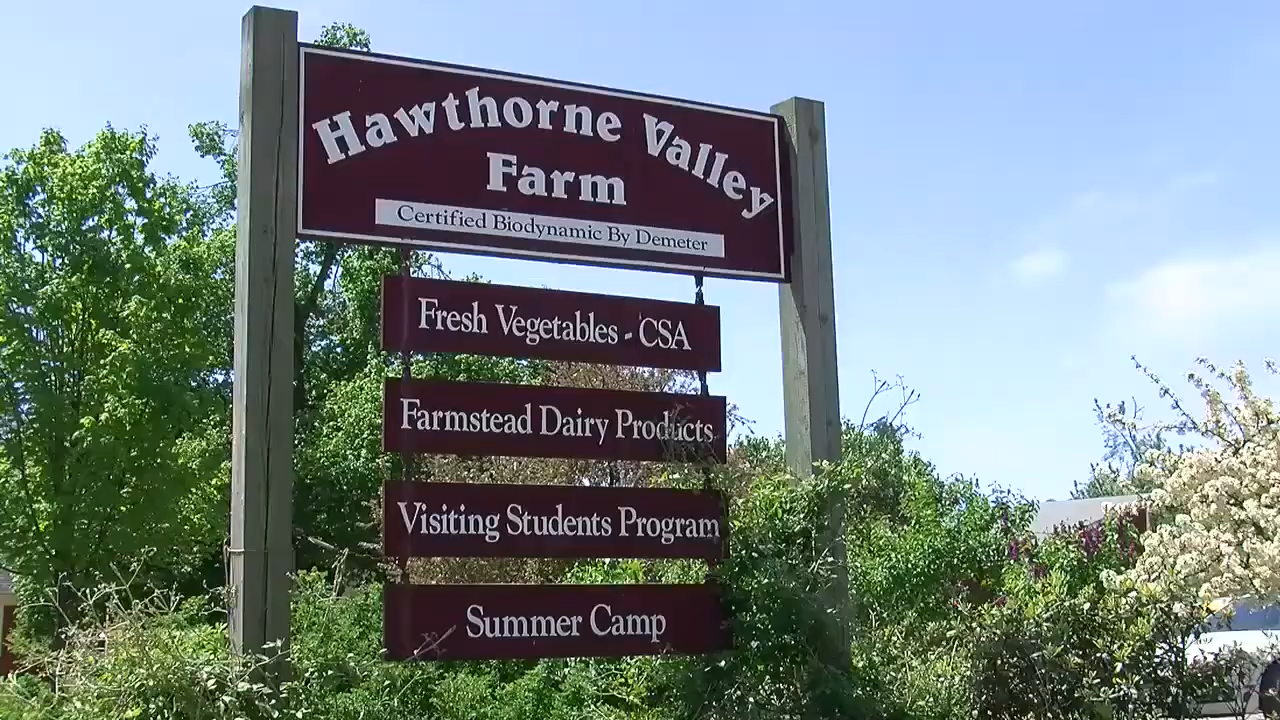 Hawthorne Valley
Farm
Certified Biodynamic By Demeter
Fresh Vegetables - CSA
Farmstead Dairy Products
Visiting Students Program
Summer Camp